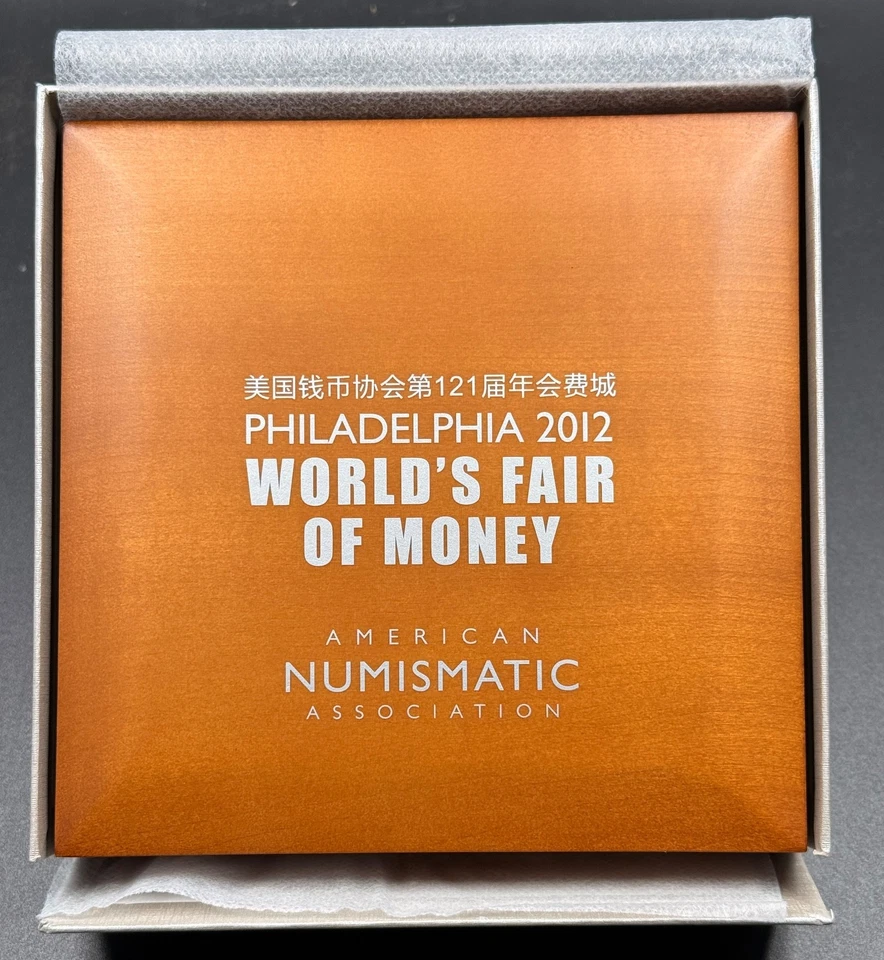 美国钱币协会第121届年会费城
PHILADELPHIA 2012
WORLD'S FAIR
OF MONEY
AMERICAN
NUMISMATIC
ASSOCIATION